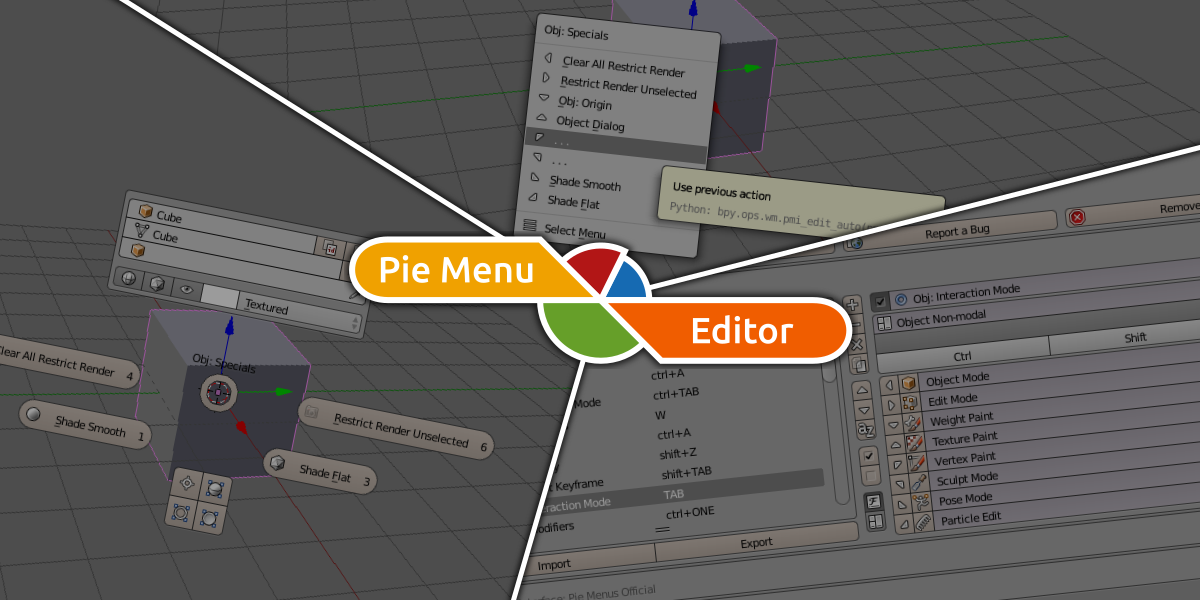 Obj: Specials
Clear All Restrict Render
Restrict Render Unselected
Obj: Origin
Object Dialog
. . .
. . .
Shade Smooth
Shade Flat
Select Menu
Use previous action
Python: bpy.ops.wm.pmi_edit_auto
Cube
Cube
Textured
Obj: Specials
Clear All Restrict Render 4
Shade Smooth 1
Restrict Render Unselected 6
Shade Flat 3
Pie Menu
Editor
Report a Bug
Remove
Obj: Interaction Mode
Object Non-modal
Ctrl
Shift
Object Mode
Edit Mode
Weight Paint
Texture Paint
Vertex Paint
Sculpt Mode
Pose Mode
Particle Edit
ctrl+A
Mode ctrl+TAB
W
ctrl+A
shift+Z
Keyframe shift+TAB
raction Mode TAB
odifiers ctrl+ONE
Import
Export
Pie Menus Official